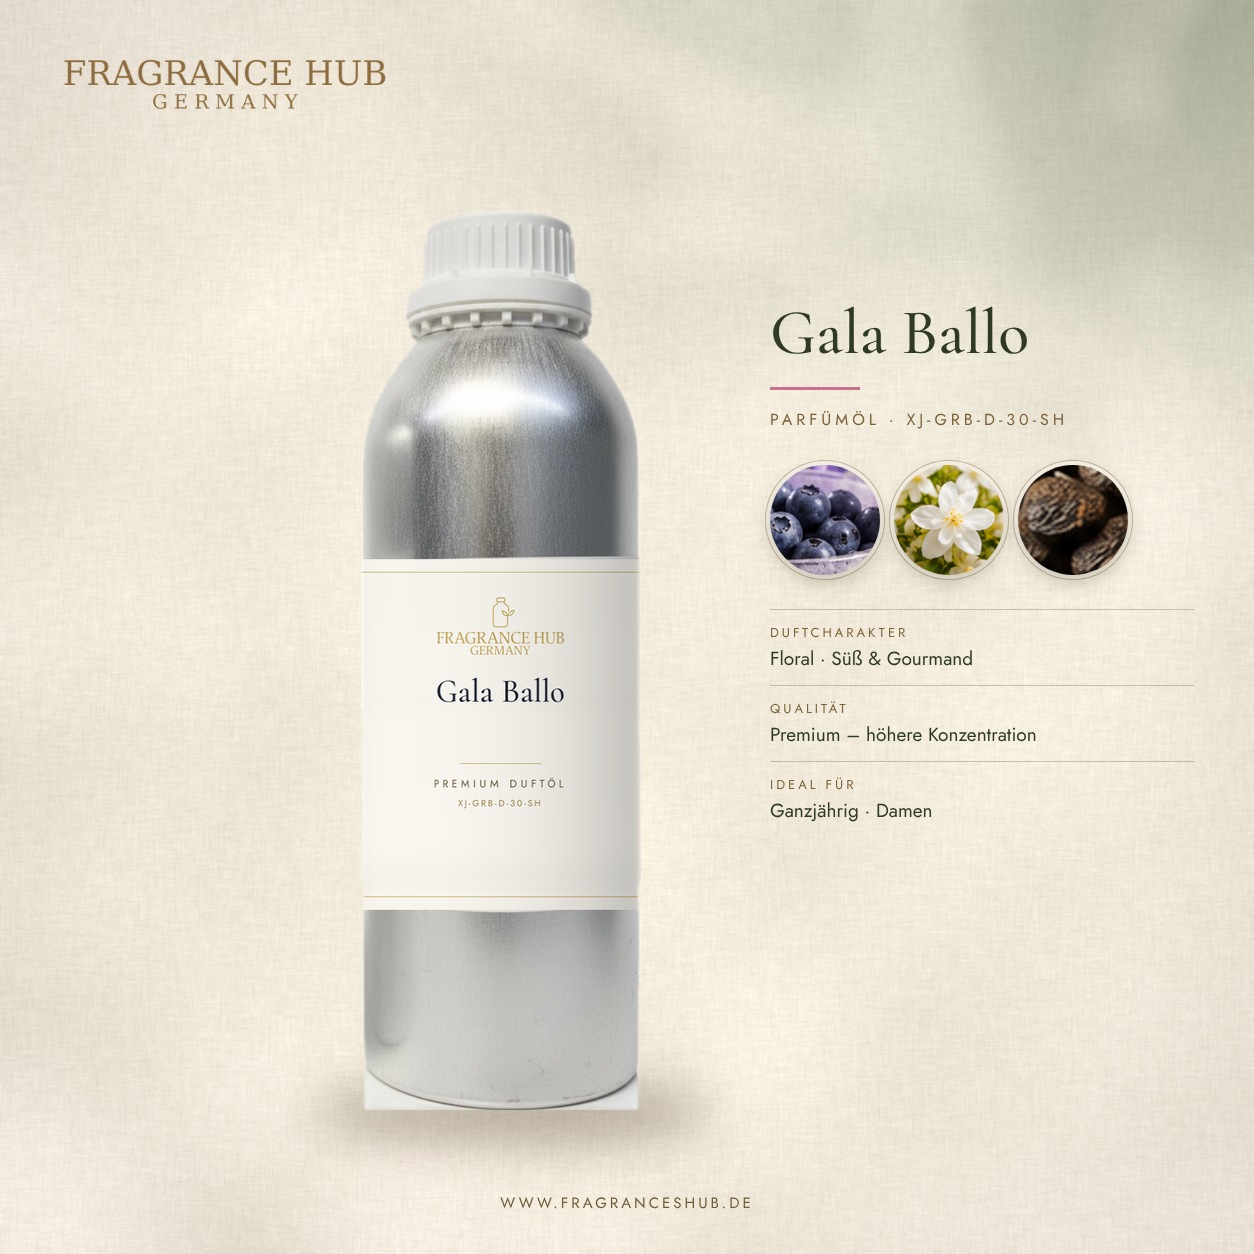 FRAGRANCE HUB
GERMANY
Gala Ballo
PARFÜMÖL · XJ-GRB-D-30-SH
DUFTCHARAKTER
Floral · Süß & Gourmand
QUALITÄT
Premium – höhere Konzentration
IDEAL FÜR
Ganzjährig · Damen
FRAGRANCE HUB
GERMANY
Gala Ballo
PREMIUM DUFTÖL
XJ-GRB-D-30-SH
WWW.FRAGRANCESHUB.DE